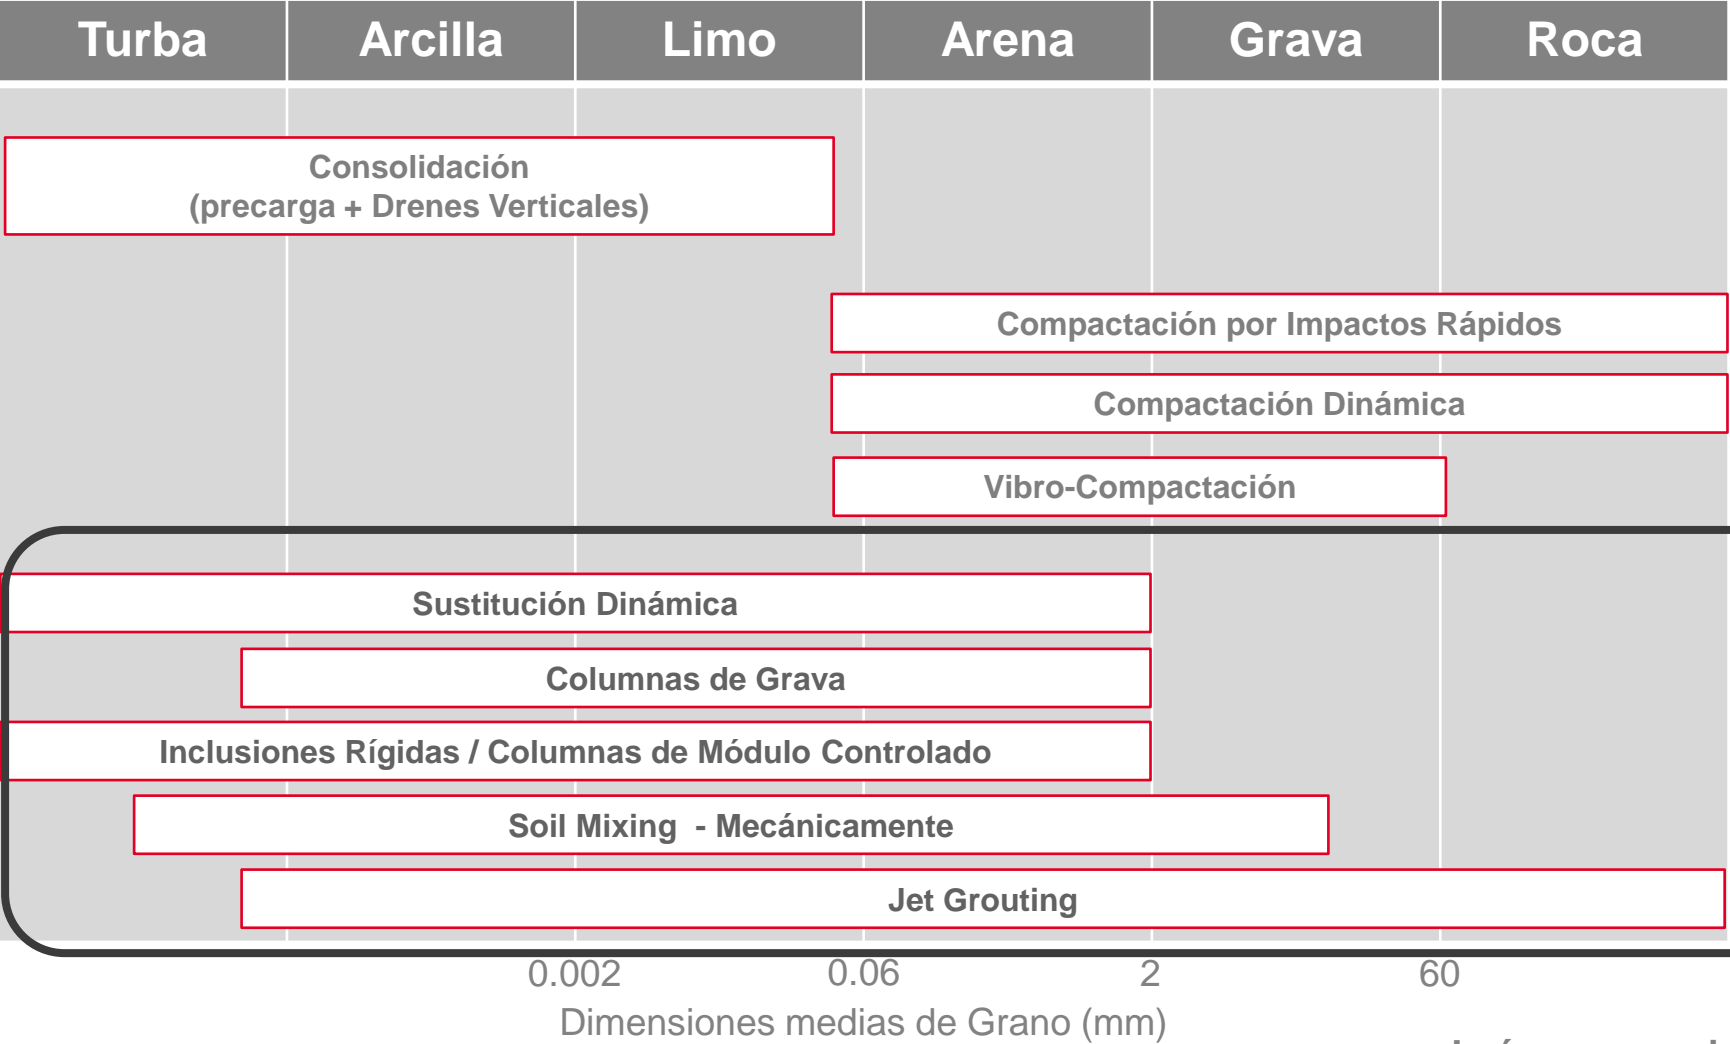 Turba Arcilla Limo Arena Grava Roca
Consolidación
(precarga + Drenes Verticales)
Compactación por Impactos Rápidos
Compactación Dinámica
Vibro-Compactación
Sustitución Dinámica
Columnas de Grava
Inclusiones Rígidas / Columnas de Módulo Controlado
Soil Mixing - Mecánicamente
Jet Grouting
0.002 0.06 2 60
Dimensiones medias de Grano (mm)